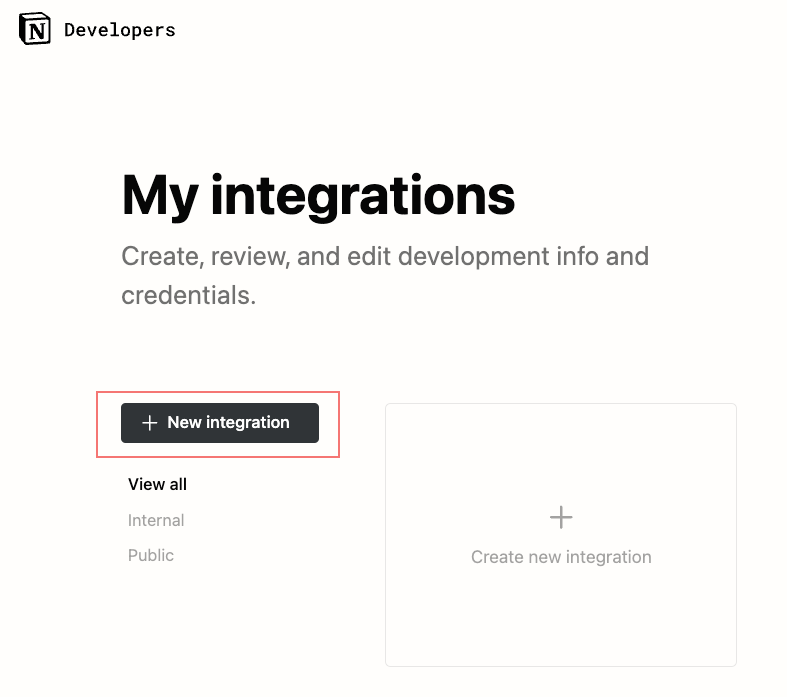 N Developers
My integrations
Create, review, and edit development info and
credentials.
+ New integration
View all
Internal
Public
+
Create new integration